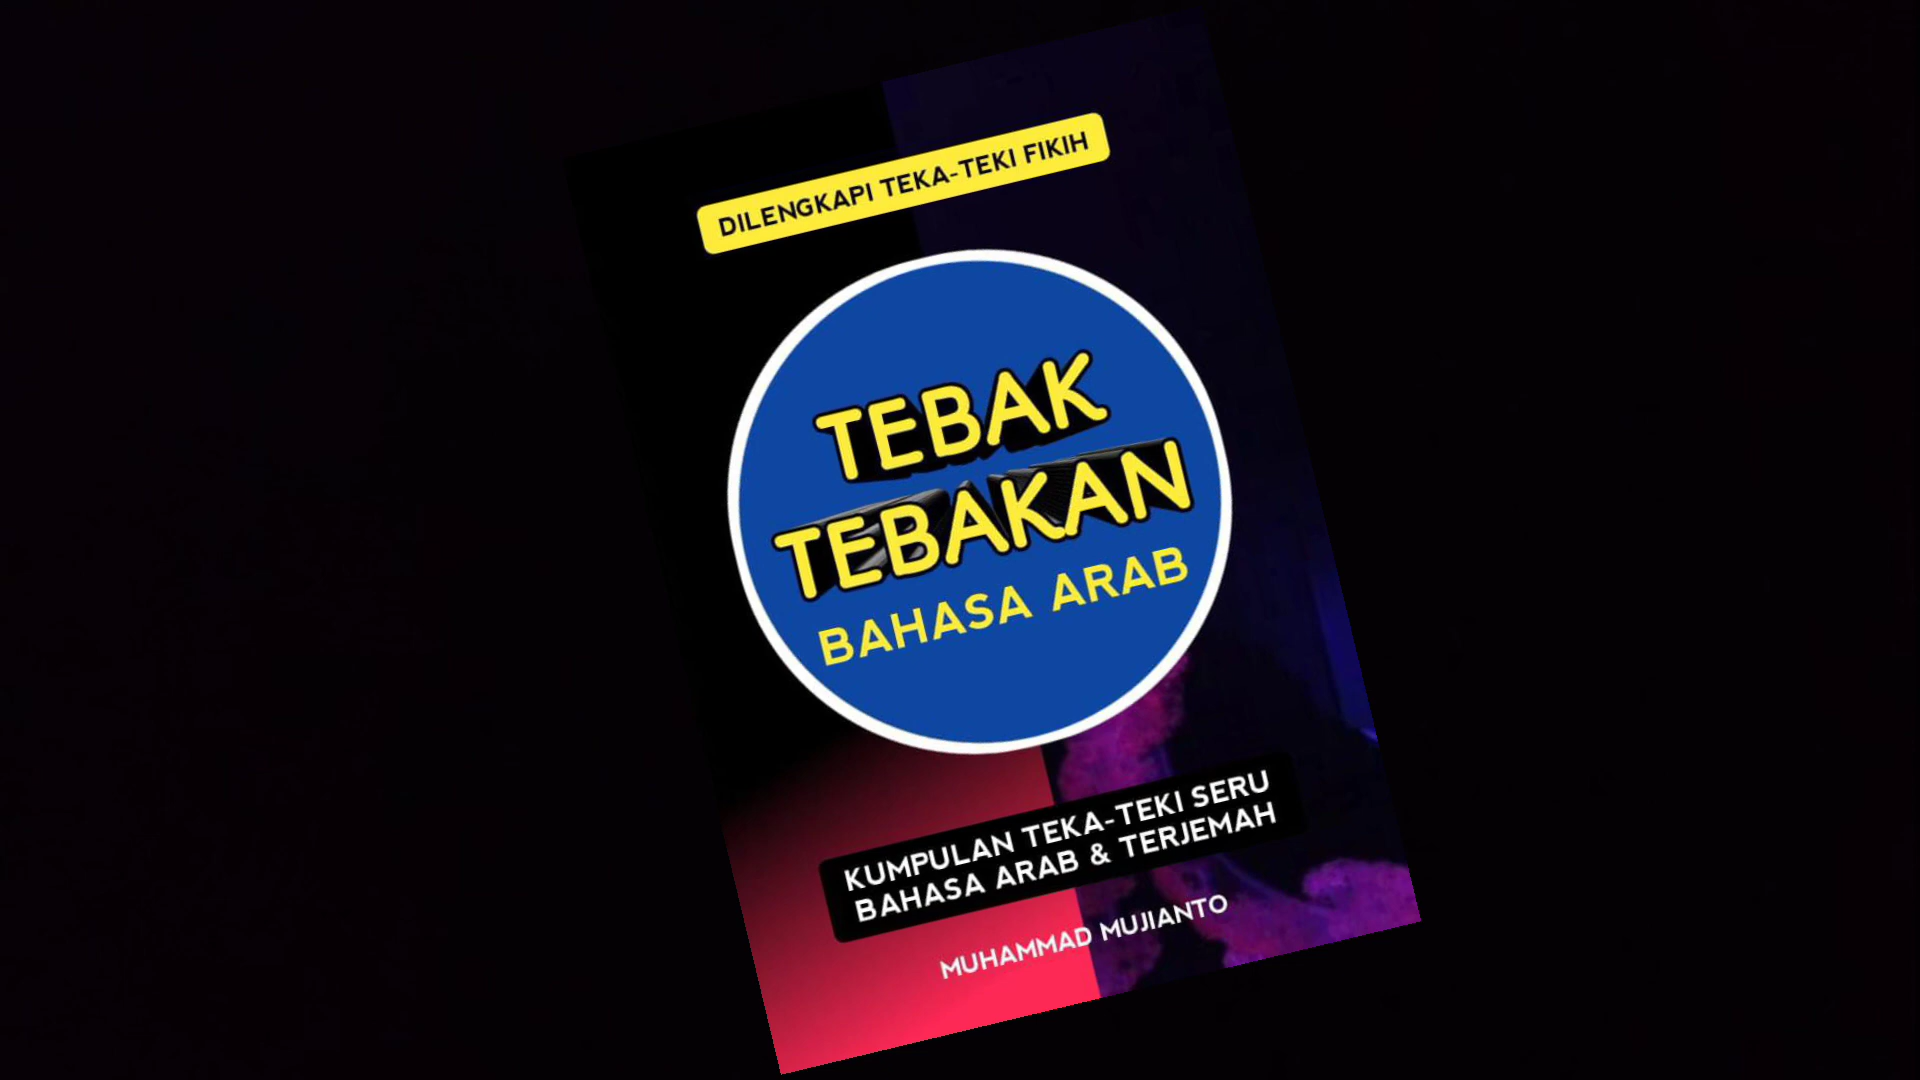 DILENGKAPI TEKA-TEKI FIKIH
TEBAK
TEBAKAN
BAHASA ARAB
KUMPULAN TEKA-TEKI SERU
BAHASA ARAB & TERJEMAH
MUHAMMAD MUJIANTO